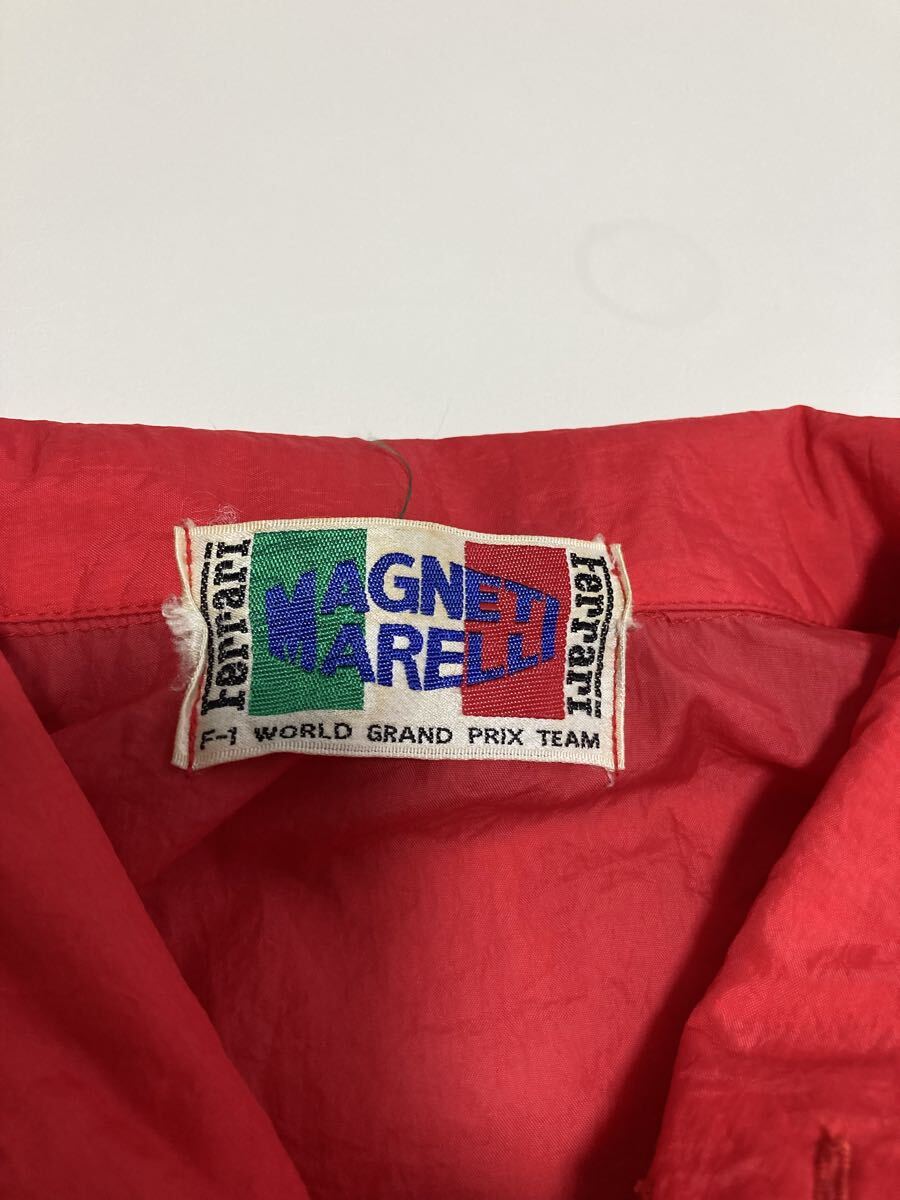 Ferrari
MAGNETI
MARELLI
Ferrari
F-1 WORLD GRAND PRIX TEAM